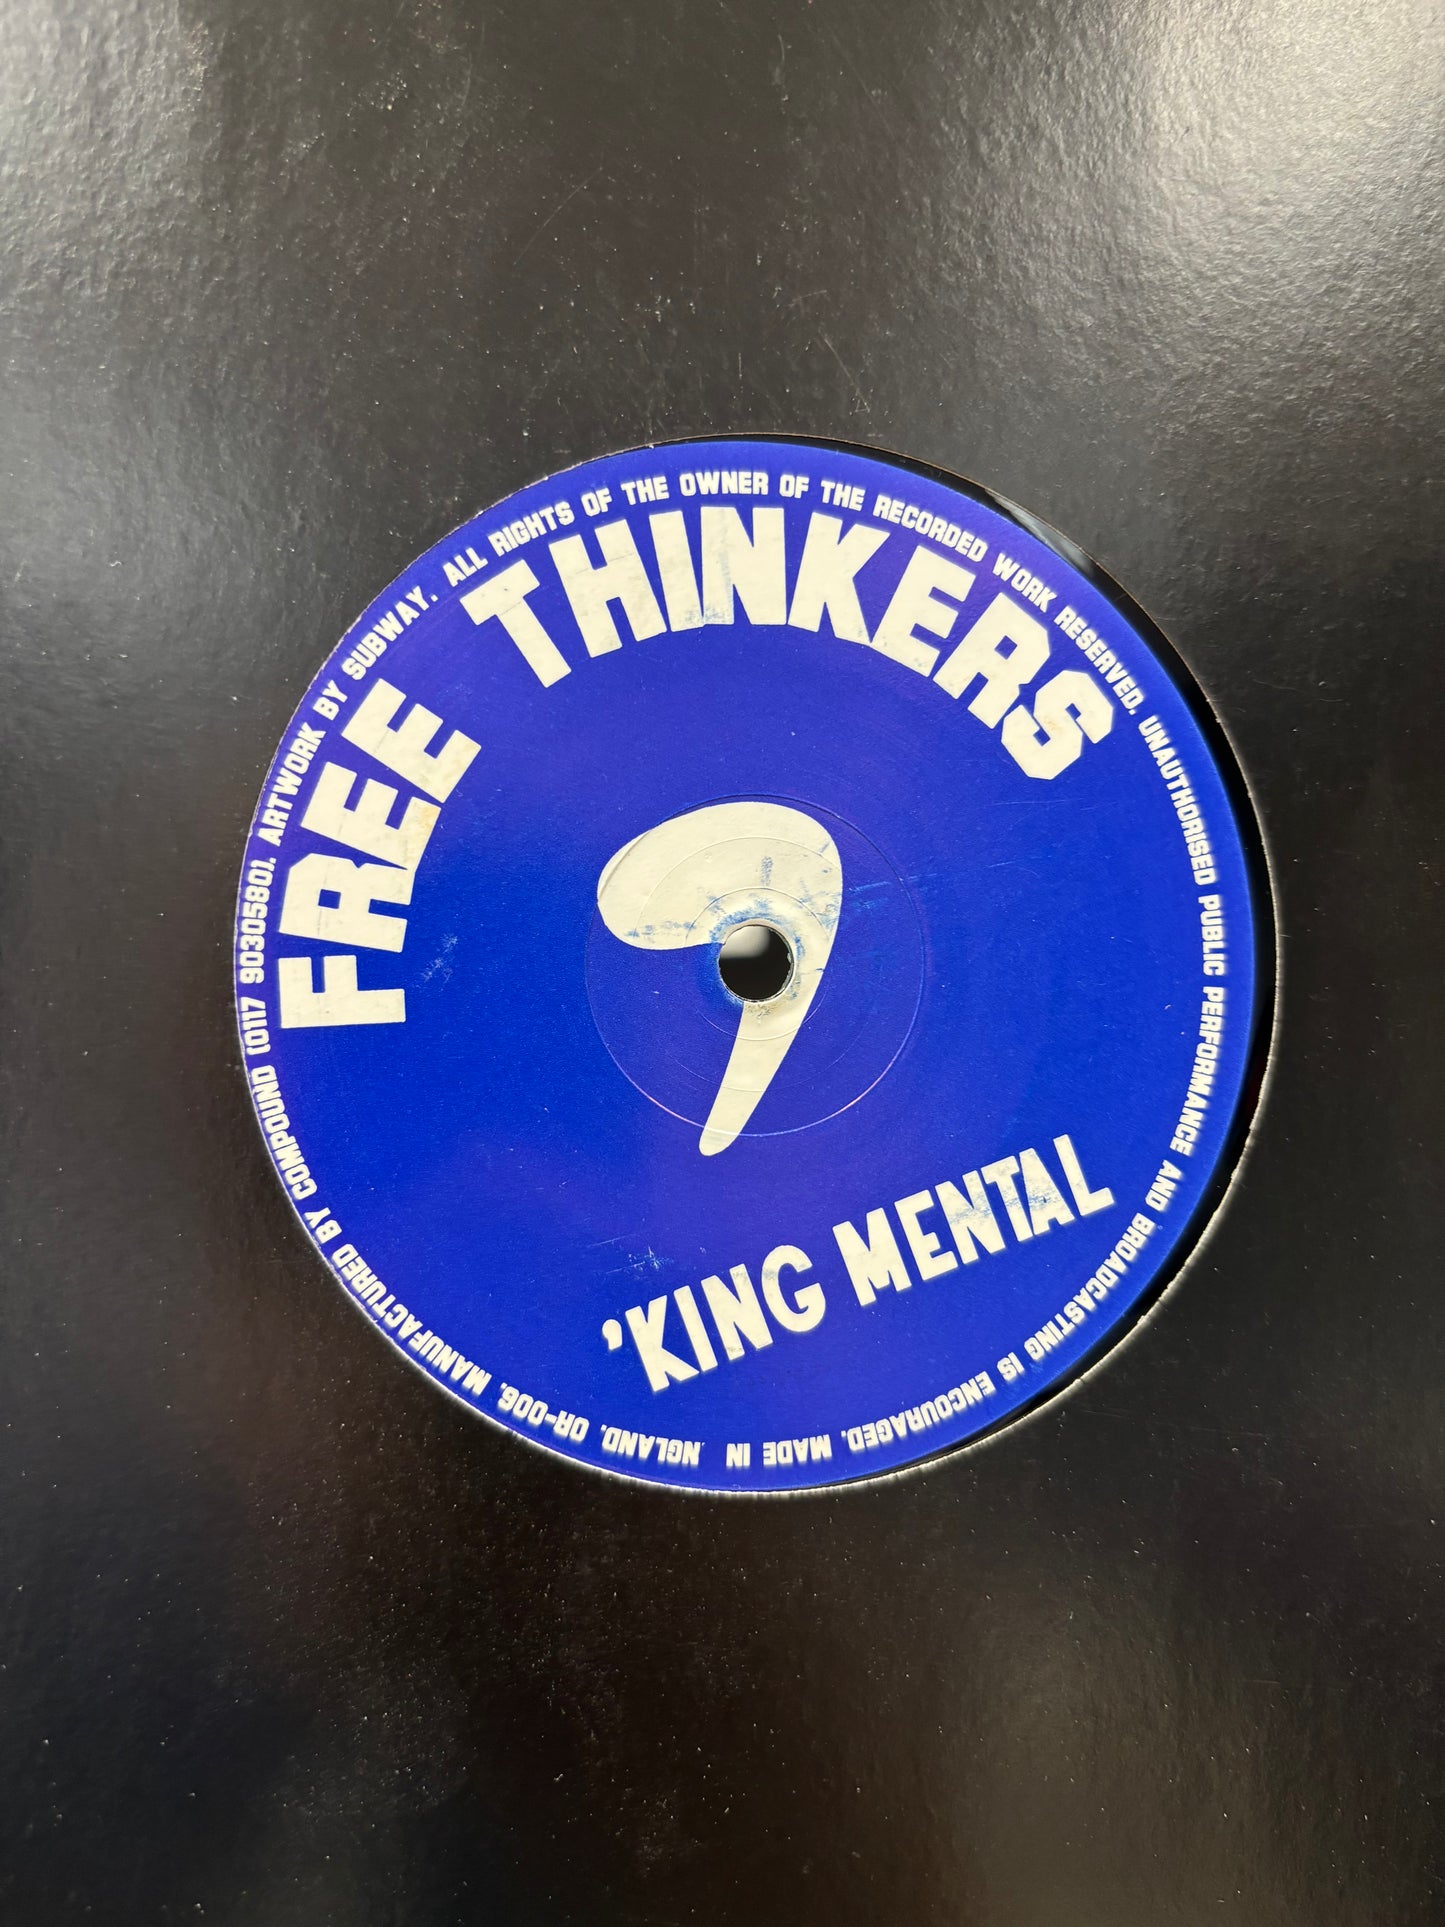 FREE THINKERS
'KING MENTAL
ALL RIGHTS OF THE OWNER OF THE RECORDED WORK RESERVED. UNAUTHORISED PUBLIC PERFORMANCE AND BROADCASTING IS ENCOURAGED. MADE IN NGLAND. OR-006. MANUFACTURED BY COMPOUND (0117 9030580). ARTWORK BY SUBWAY.